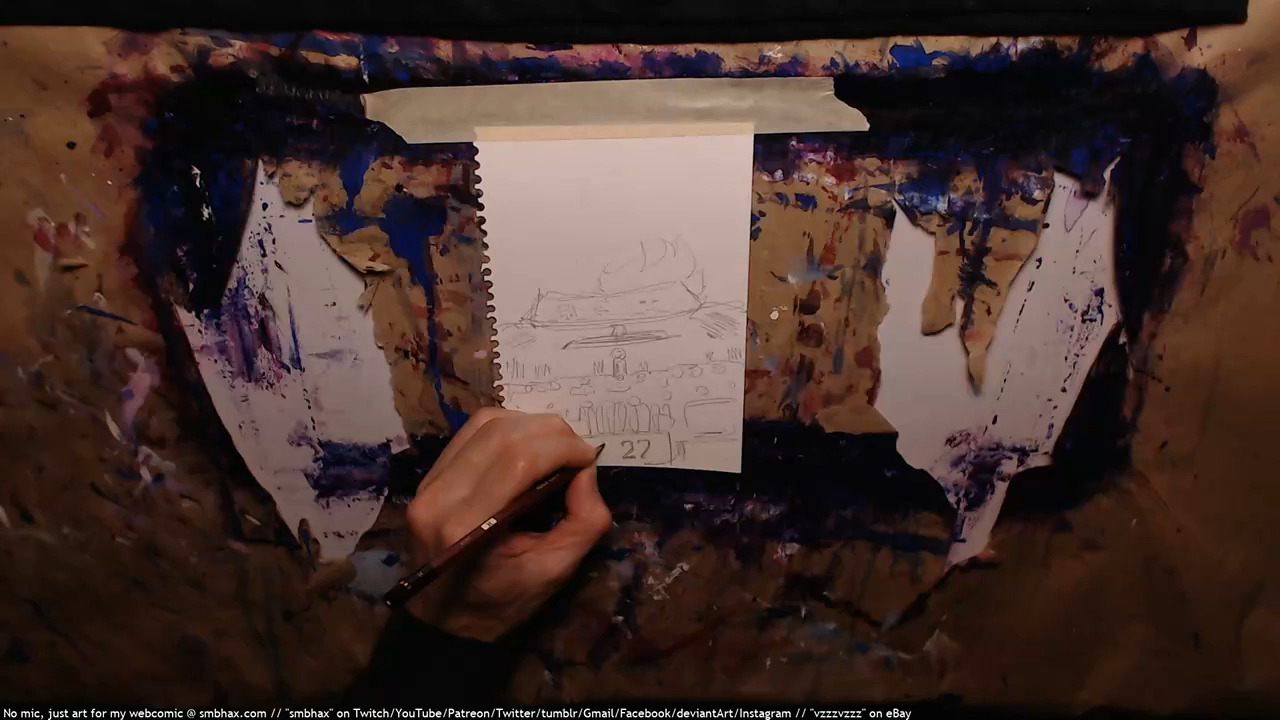 22
No mic, just art for my webcomic @ smbhax.com // "smbhax" on Twitch/YouTube/Patreon/Twitter/tumblr/Gmail/Facebook/deviantArt/Instagram // "vzzzvzzz" on eBay